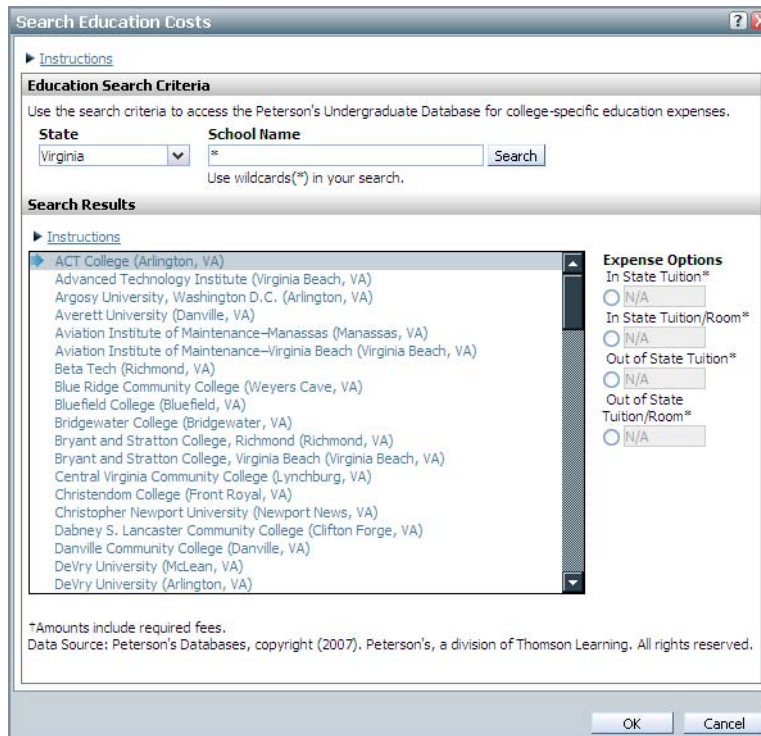 Search Education Costs
?
Instructions
Education Search Criteria
Use the search criteria to access the Peterson's Undergraduate Database for college-specific education expenses.
State School Name
Virginia * Search
Use wildcards(*) in your search.
Search Results
Instructions
ACT College (Arlington, VA)
Advanced Technology Institute (Virginia Beach, VA)
Argosy University, Washington D.C. (Arlington, VA)
Averett University (Danville, VA)
Aviation Institute of Maintenance–Manassas (Manassas, VA)
Aviation Institute of Maintenance–Virginia Beach (Virginia Beach, VA)
Beta Tech (Richmond, VA)
Blue Ridge Community College (Weyers Cave, VA)
Bluefield College (Bluefield, VA)
Bridgewater College (Bridgewater, VA)
Bryant and Stratton College, Richmond (Richmond, VA)
Bryant and Stratton College, Virginia Beach (Virginia Beach, VA)
Central Virginia Community College (Lynchburg, VA)
Christendom College (Front Royal, VA)
Christopher Newport University (Newport News, VA)
Dabney S. Lancaster Community College (Clifton Forge, VA)
Danville Community College (Danville, VA)
DeVry University (McLean, VA)
DeVry University (Arlington, VA)
Expense Options
In State Tuition*
N/A
In State Tuition/Room*
N/A
Out of State Tuition*
N/A
Out of State
Tuition/Room*
N/A
†Amounts include required fees.
Data Source: Peterson's Databases, copyright (2007). Peterson's, a division of Thomson Learning. All rights reserved.
OK Cancel